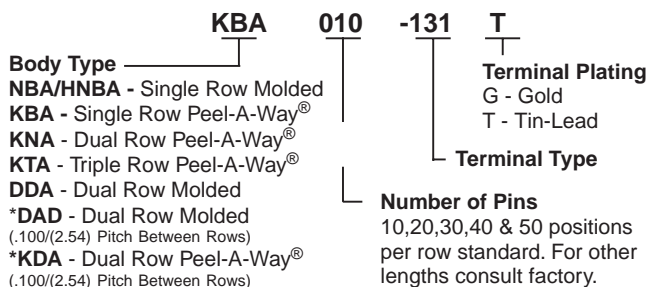 KBA 010 -131 T
Body Type
NBA/HNBA - Single Row Molded
KBA - Single Row Peel-A-Way®
KNA - Dual Row Peel-A-Way®
KTA - Triple Row Peel-A-Way®
DDA - Dual Row Molded
*DAD - Dual Row Molded
(.100/(2.54) Pitch Between Rows)
*KDA - Dual Row Peel-A-Way®
(.100/(2.54) Pitch Between Rows)
Terminal Plating
G - Gold
T - Tin-Lead
Terminal Type
Number of Pins
10,20,30,40 & 50 positions
per row standard. For other
lengths consult factory.